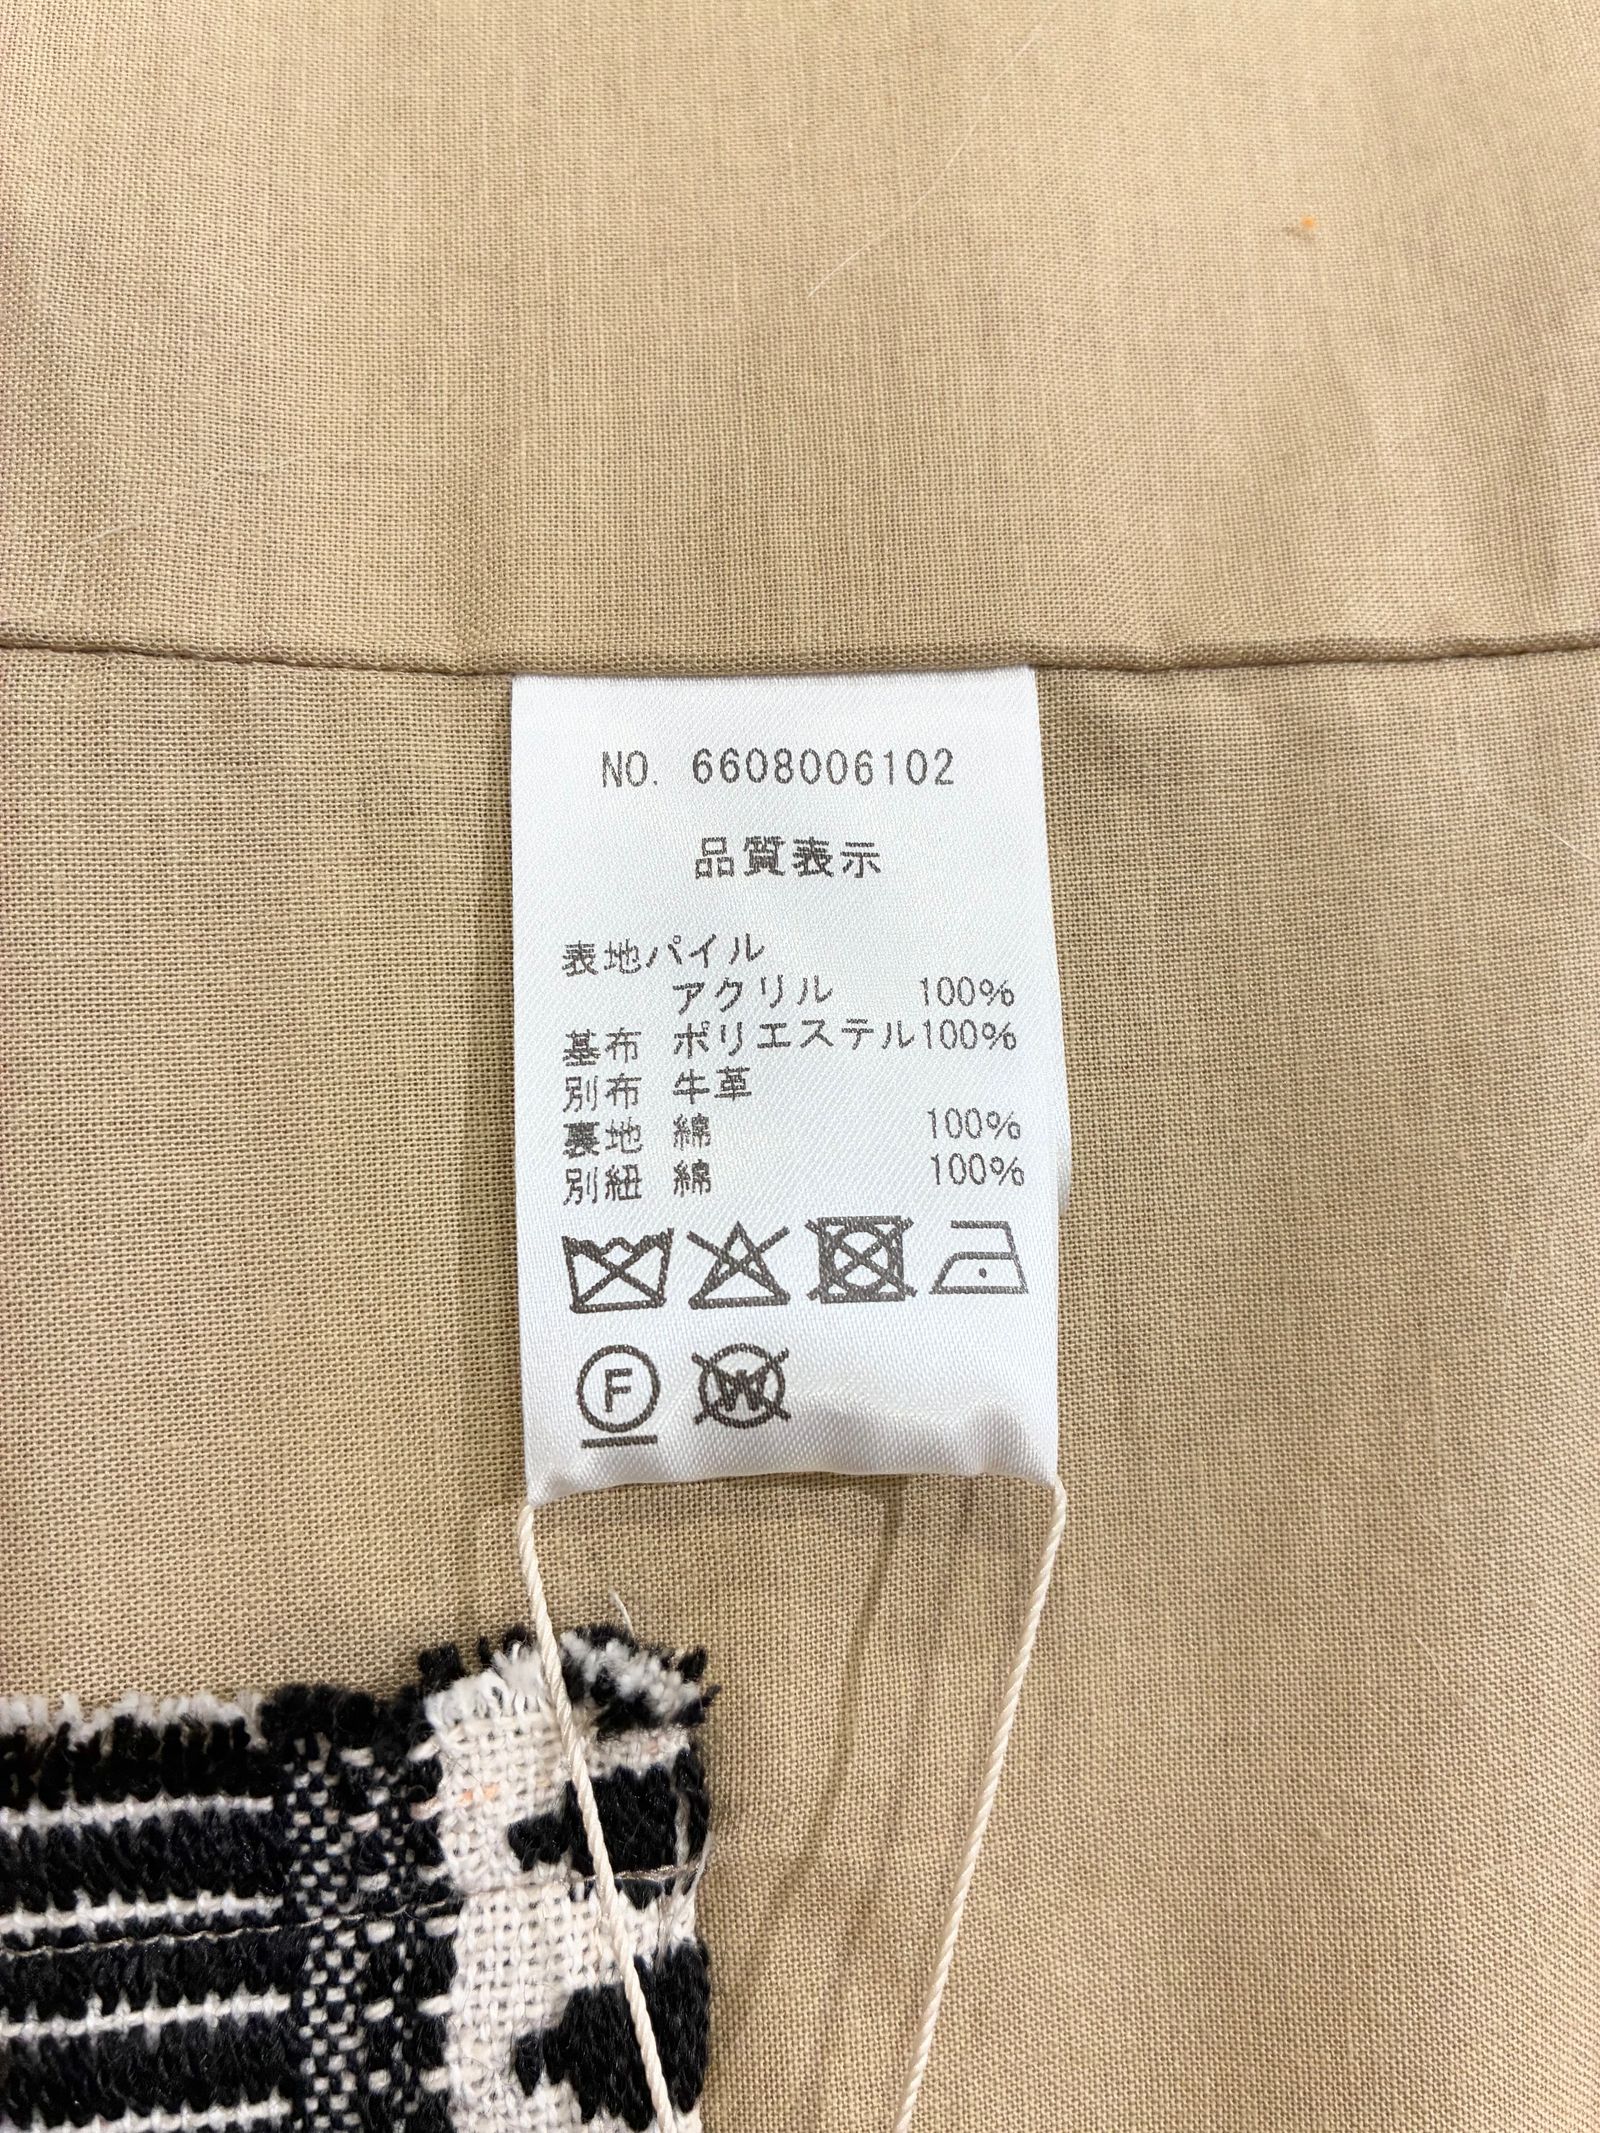 NO. 6608006102
品質表示
表地パイル
アクリル 100%
基布 ポリエステル100%
別布 牛革
裏地 綿 100%
別紐 綿 100%
F W